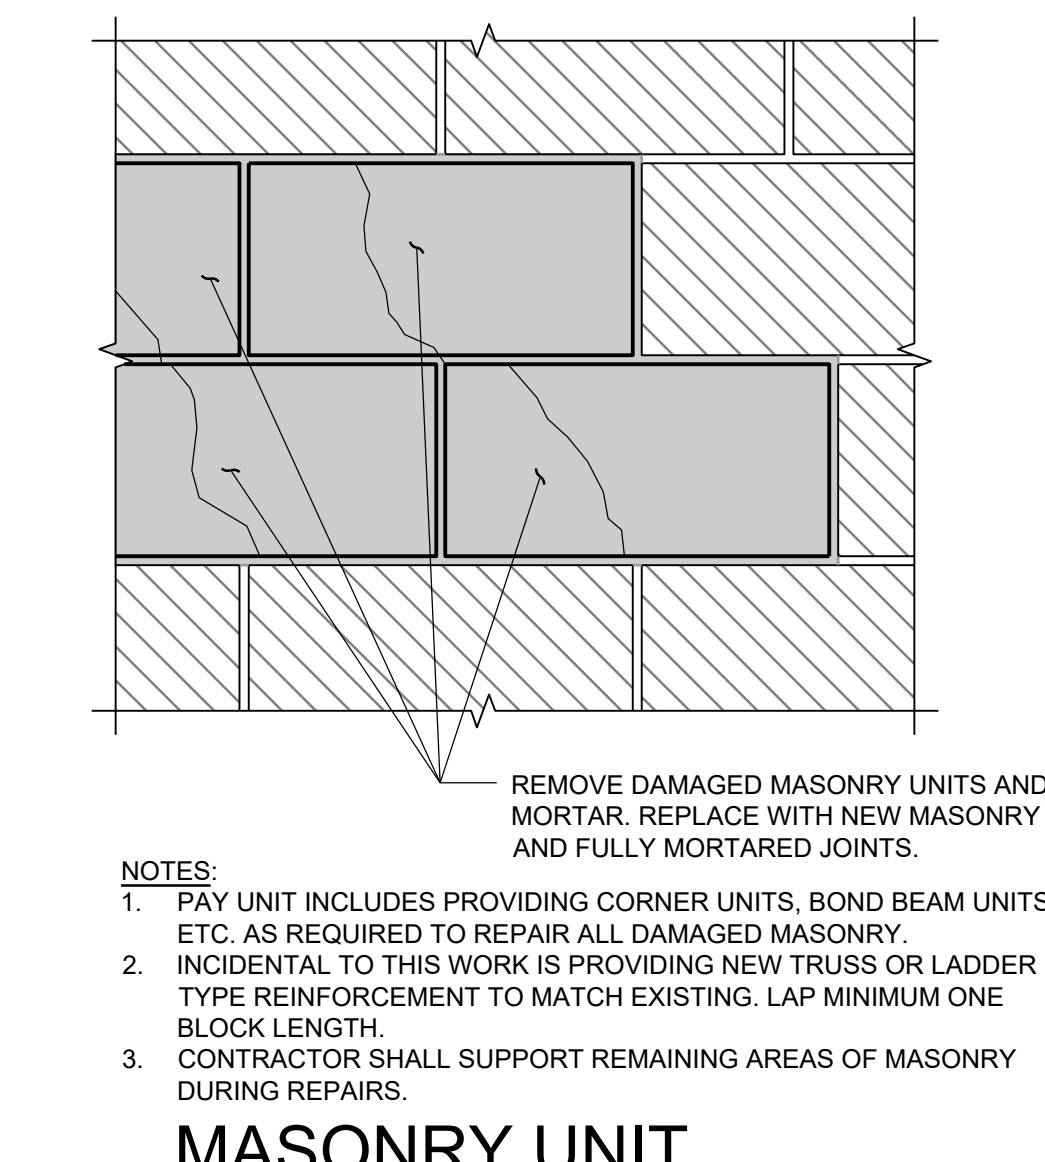 REMOVE DAMAGED MASONRY UNITS AND
MORTAR. REPLACE WITH NEW MASONRY
AND FULLY MORTARED JOINTS.
NOTES:
1. PAY UNIT INCLUDES PROVIDING CORNER UNITS, BOND BEAM UNITS
ETC. AS REQUIRED TO REPAIR ALL DAMAGED MASONRY.
2. INCIDENTAL TO THIS WORK IS PROVIDING NEW TRUSS OR LADDER
TYPE REINFORCEMENT TO MATCH EXISTING. LAP MINIMUM ONE
BLOCK LENGTH.
3. CONTRACTOR SHALL SUPPORT REMAINING AREAS OF MASONRY
DURING REPAIRS.
MASONRY UNIT